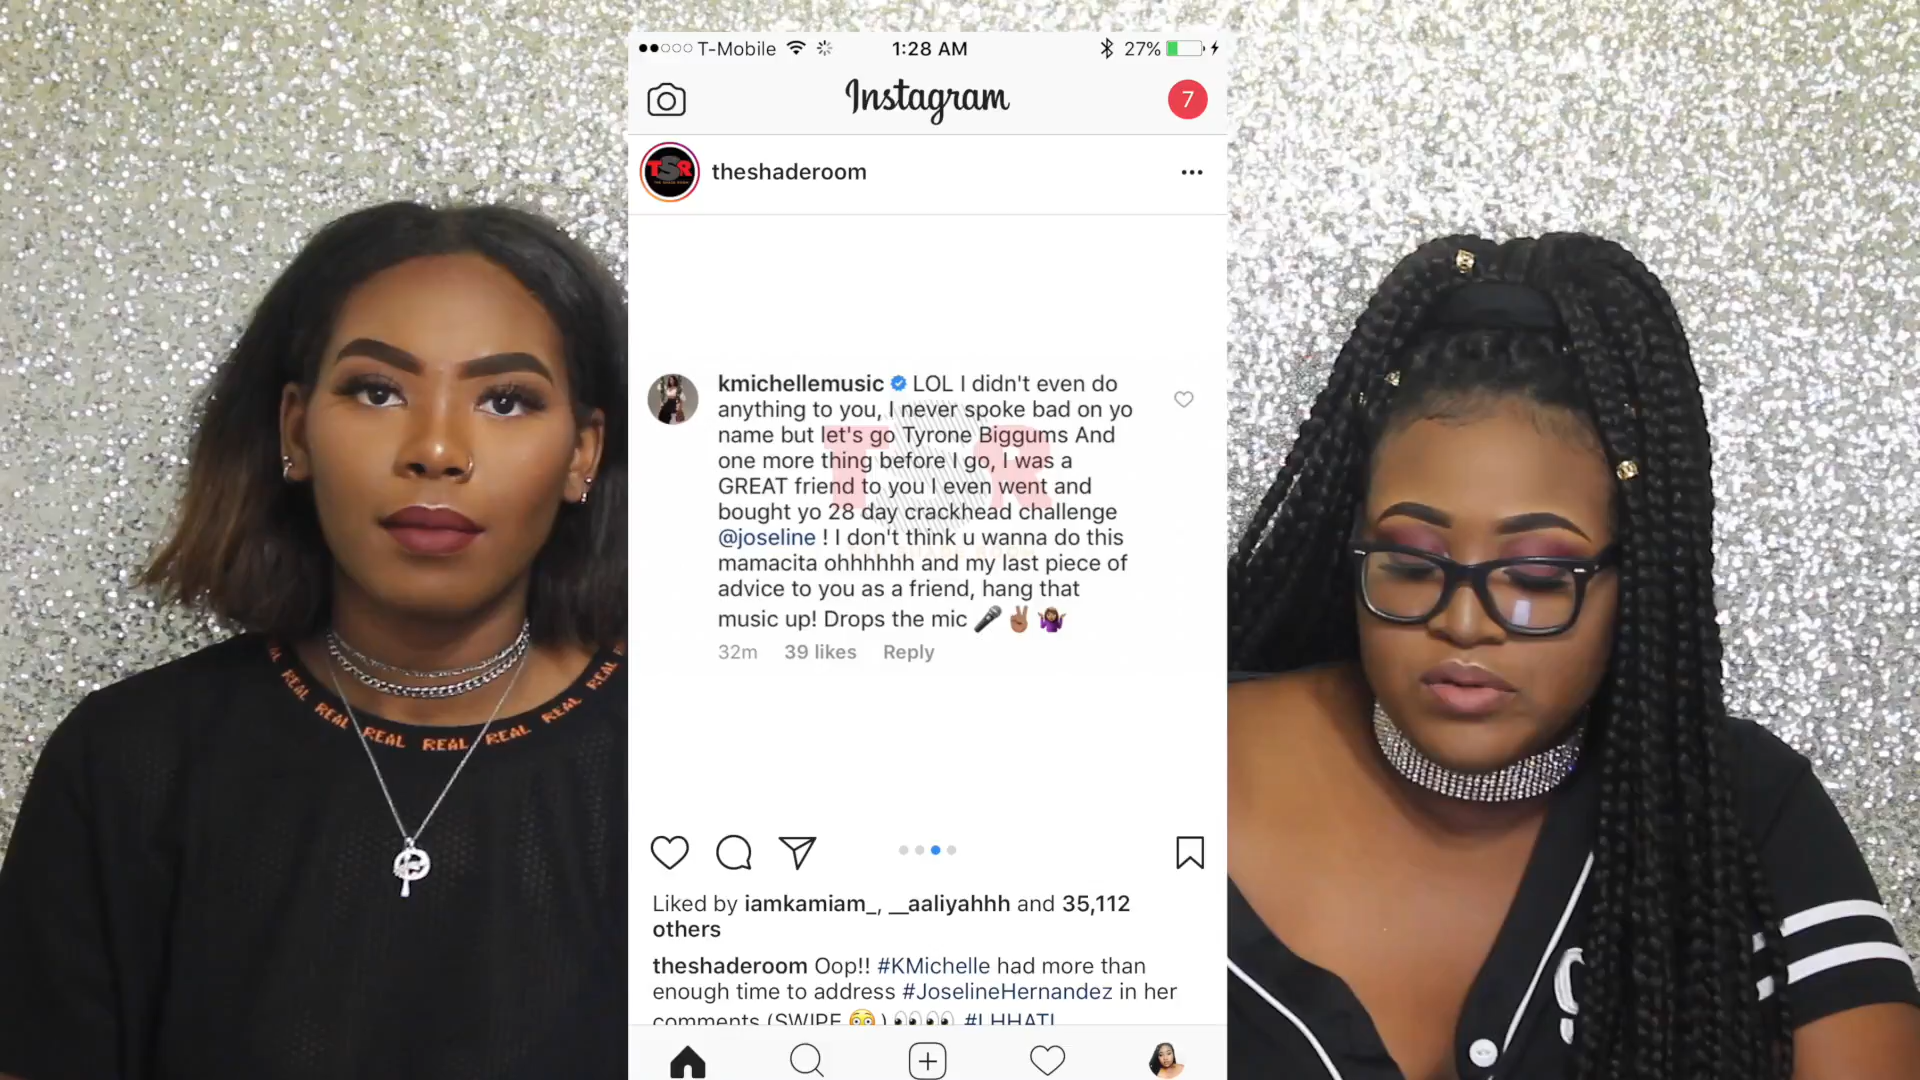 T-Mobile 1:28 AM 27%
Instagram
7
TSR
theshaderoom
kmichellemusic LOL I didn't even do
anything to you, I never spoke bad on yo
name but let's go Tyrone Biggums And
one more thing before I go, I was a
GREAT friend to you I even went and
bought yo 28 day crackhead challenge
@joseline ! I don't think u wanna do this
mamacita ohhhhhh and my last piece of
advice to you as a friend, hang that
music up! Drops the mic 🎤✌🏾🤷🏾‍♀️
32m 39 likes Reply
TSR
Liked by iamkamiam_, __aaliyahhh and 35,112
others
theshaderoom Oop!! #KMichelle had more than
enough time to address #JoselineHernandez in her
comments (SWIPE 😳) 👀👀 #LHHATL
REAL REAL REAL REAL REAL REAL REAL